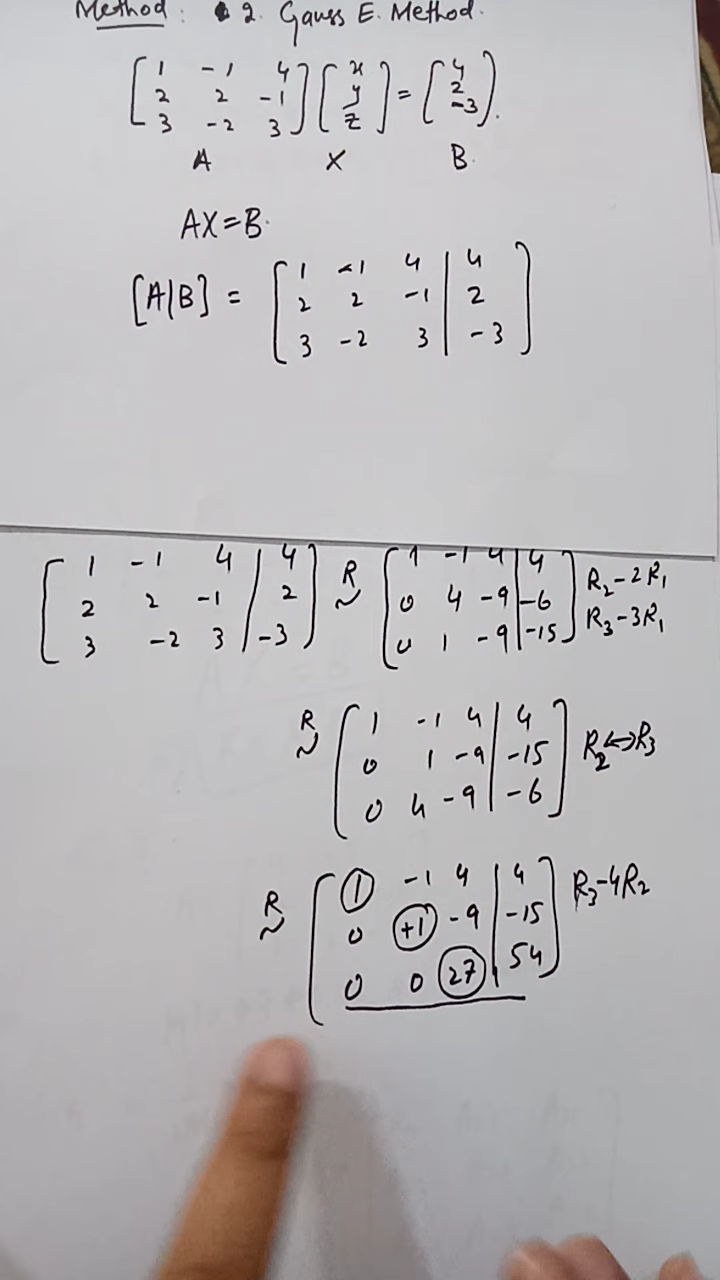 Method : 2. Gauss E. Method.
[ 1 -1 4 ] [ x ] = [ 4 ]
[ 2 2 -1 ] [ y ] [ 2 ]
[ 3 -2 3 ] [ z ] [ -3 ].
A X B.
AX=B.
[A|B] = [ 1 -1 4 | 4 ]
[ 2 2 -1 | 2 ]
[ 3 -2 3 | -3 ]
[ 1 -1 4 | 4 ] R ~ [ 1 -1 4 | 4 ]
[ 2 2 -1 | 2 ] [ 0 4 -9 | -6 ] R2-2R1
[ 3 -2 3 | -3 ] [ 0 1 -9 | -15 ] R3-3R1
R ~ [ 1 -1 4 | 4 ]
[ 0 1 -9 | -15 ] R2↔R3
[ 0 4 -9 | -6 ]
R ~ [ 1 -1 4 | 4 ] R3-4R2
[ 0 +1 -9 | -15 ]
[ 0 0 27 | 54 ]